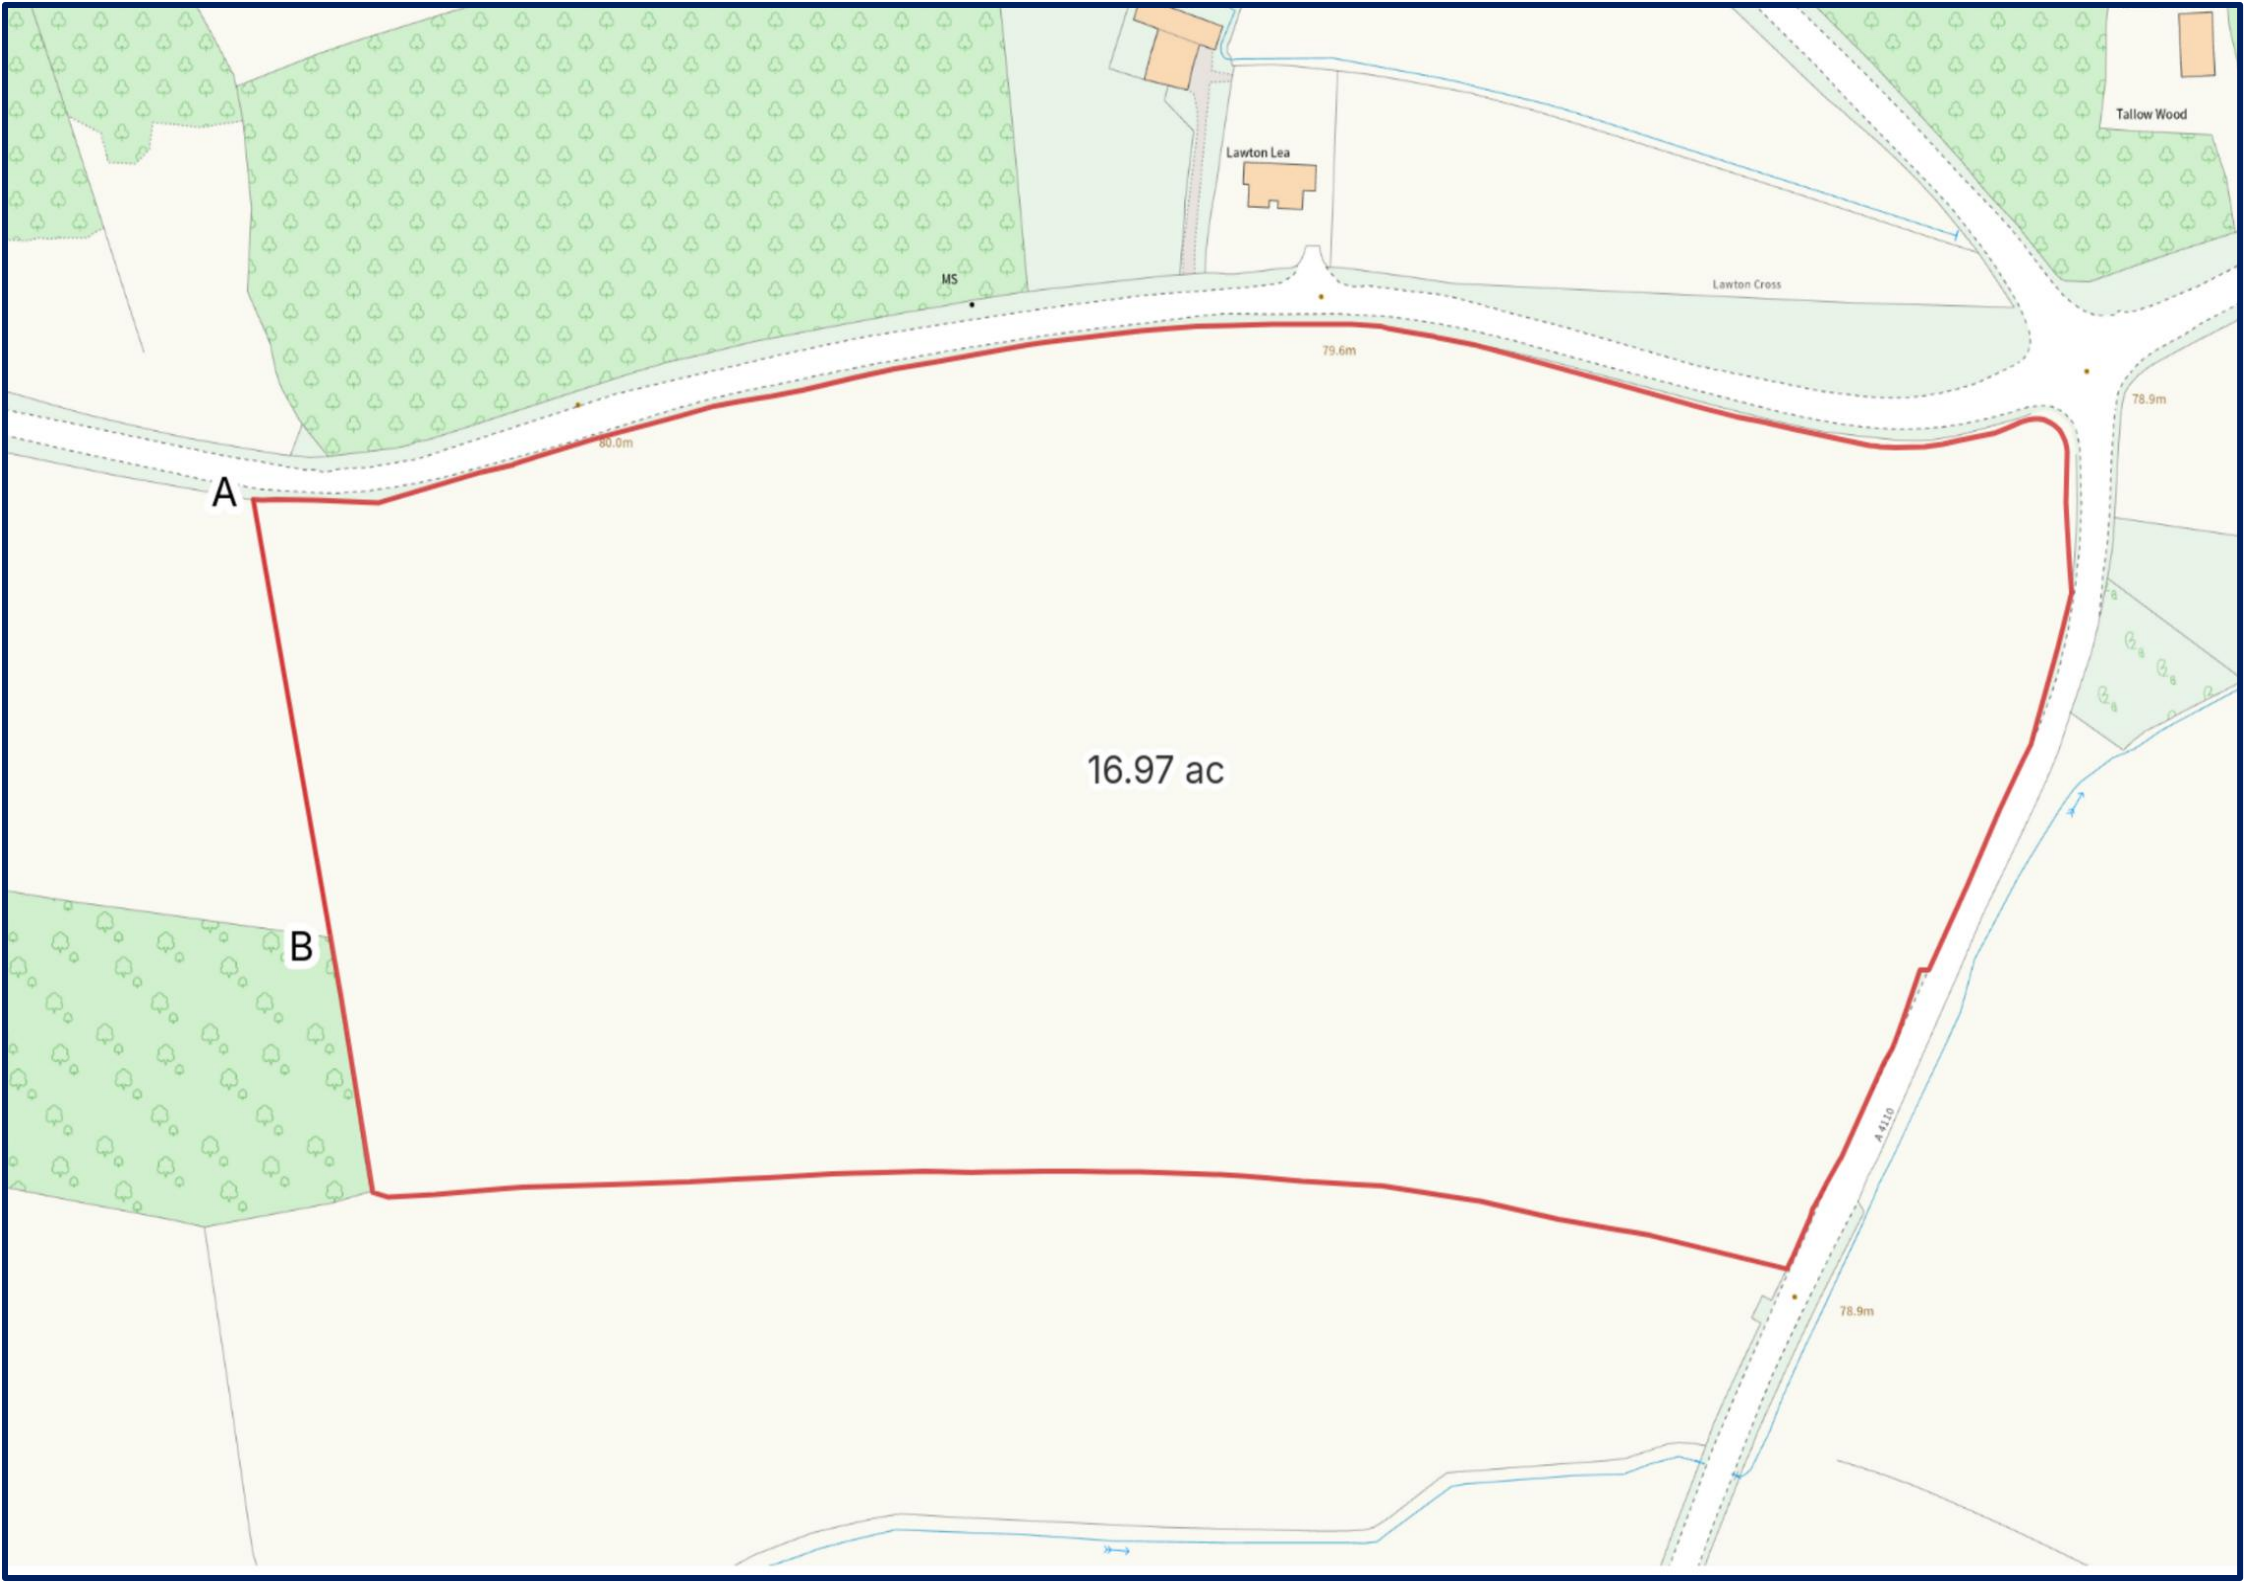 Tallow Wood
Lawton Lea
MS
Lawton Cross
79.6m
78.9m
80.0m
A
16.97 ac
B
A 4110
78.9m